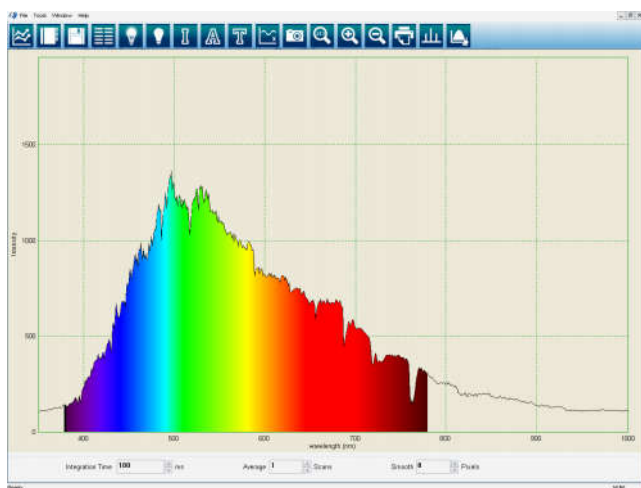 File Tools Window Help
I A T
1500
1000
500
0
Intensity
400 500 600 700 800 900 1000
wavelength (nm)
Integration Time 100 ms Average 1 Scans Smooth 0 Pixels